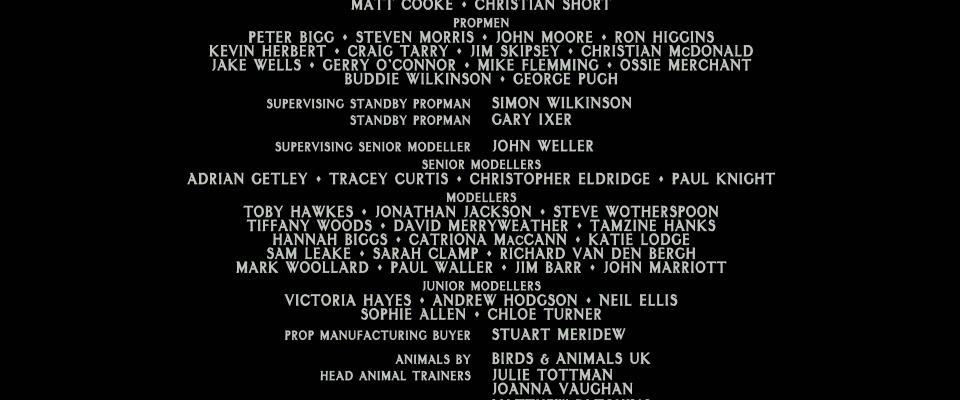 MATT COOKE • CHRISTIAN SHORT
PROPMEN
PETER BIGG • STEVEN MORRIS • JOHN MOORE • RON HIGGINS
KEVIN HERBERT • CRAIG TARRY • JIM SKIPSEY • CHRISTIAN McDONALD
JAKE WELLS • GERRY O'CONNOR • MIKE FLEMMING • OSSIE MERCHANT
BUDDIE WILKINSON • GEORGE PUGH
SUPERVISING STANDBY PROPMAN SIMON WILKINSON
STANDBY PROPMAN GARY IXER
SUPERVISING SENIOR MODELLER JOHN WELLER
SENIOR MODELLERS
ADRIAN GETLEY • TRACEY CURTIS • CHRISTOPHER ELDRIDGE • PAUL KNIGHT
MODELLERS
TOBY HAWKES • JONATHAN JACKSON • STEVE WOTHERSPOON
TIFFANY WOODS • DAVID MERRYWEATHER • TAMZINE HANKS
HANNAH BIGGS • CATRIONA MacCANN • KATIE LODGE
SAM LEAKE • SARAH CLAMP • RICHARD VAN DEN BERGH
MARK WOOLLARD • PAUL WALLER • JIM BARR • JOHN MARRIOTT
JUNIOR MODELLERS
VICTORIA HAYES • ANDREW HODGSON • NEIL ELLIS
SOPHIE ALLEN • CHLOE TURNER
PROP MANUFACTURING BUYER STUART MERIDEW
ANIMALS BY BIRDS & ANIMALS UK
HEAD ANIMAL TRAINERS JULIE TOTTMAN
JOANNA VAUGHAN